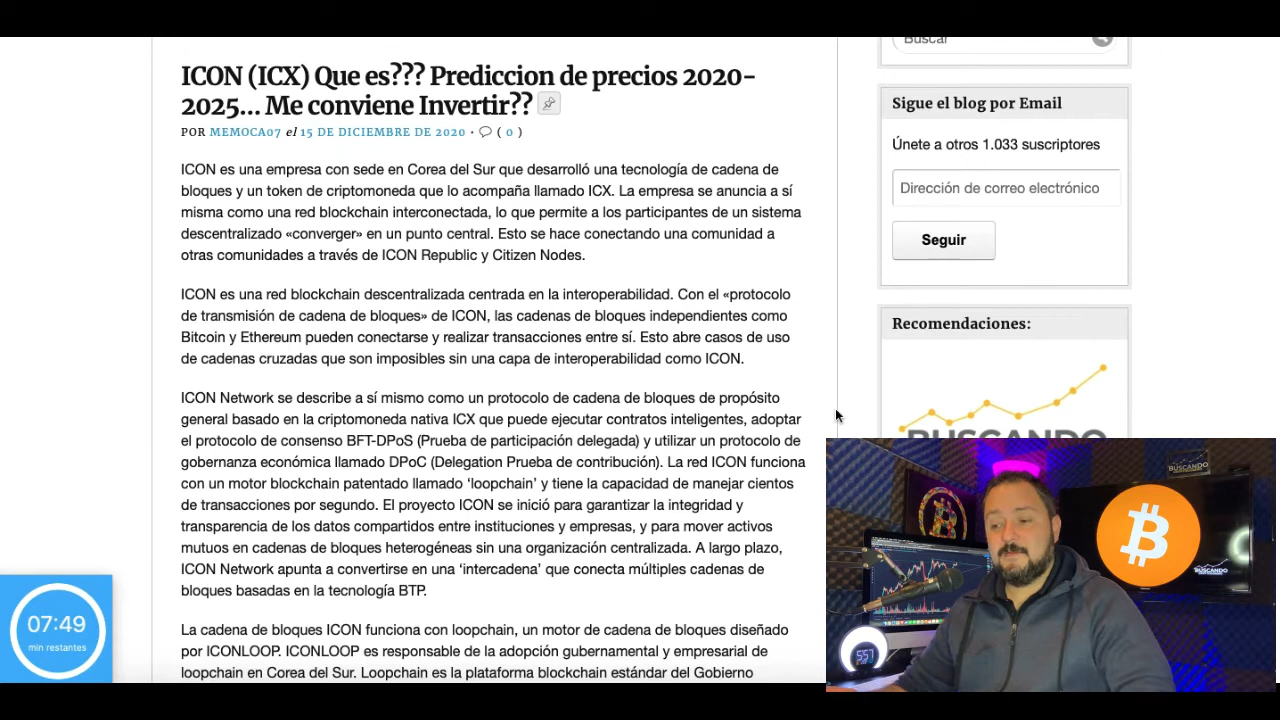 Buscar
ICON (ICX) Que es??? Prediccion de precios 2020-
2025... Me conviene Invertir??
POR MEMOCA07 el 15 DE DICIEMBRE DE 2020 · ( 0 )
ICON es una empresa con sede en Corea del Sur que desarrolló una tecnología de cadena de
bloques y un token de criptomoneda que lo acompaña llamado ICX. La empresa se anuncia a sí
misma como una red blockchain interconectada, lo que permite a los participantes de un sistema
descentralizado «converger» en un punto central. Esto se hace conectando una comunidad a
otras comunidades a través de ICON Republic y Citizen Nodes.
ICON es una red blockchain descentralizada centrada en la interoperabilidad. Con el «protocolo
de transmisión de cadena de bloques» de ICON, las cadenas de bloques independientes como
Bitcoin y Ethereum pueden conectarse y realizar transacciones entre sí. Esto abre casos de uso
de cadenas cruzadas que son imposibles sin una capa de interoperabilidad como ICON.
ICON Network se describe a sí mismo como un protocolo de cadena de bloques de propósito
general basado en la criptomoneda nativa ICX que puede ejecutar contratos inteligentes, adoptar
el protocolo de consenso BFT-DPoS (Prueba de participación delegada) y utilizar un protocolo de
gobernanza económica llamado DPoC (Delegation Prueba de contribución). La red ICON funciona
con un motor blockchain patentado llamado ‘loopchain’ y tiene la capacidad de manejar cientos
de transacciones por segundo. El proyecto ICON se inició para garantizar la integridad y
transparencia de los datos compartidos entre instituciones y empresas, y para mover activos
mutuos en cadenas de bloques heterogéneas sin una organización centralizada. A largo plazo,
ICON Network apunta a convertirse en una ‘intercadena’ que conecta múltiples cadenas de
bloques basadas en la tecnología BTP.
La cadena de bloques ICON funciona con loopchain, un motor de cadena de bloques diseñado
por ICONLOOP. ICONLOOP es responsable de la adopción gubernamental y empresarial de
loopchain en Corea del Sur. Loopchain es la plataforma blockchain estándar del Gobierno
Sigue el blog por Email
Únete a otros 1.033 suscriptores
Dirección de correo electrónico
Seguir
Recomendaciones:
BUSCANDO
07:49
min restantes
BUSCANDO
BUSCANDO
557